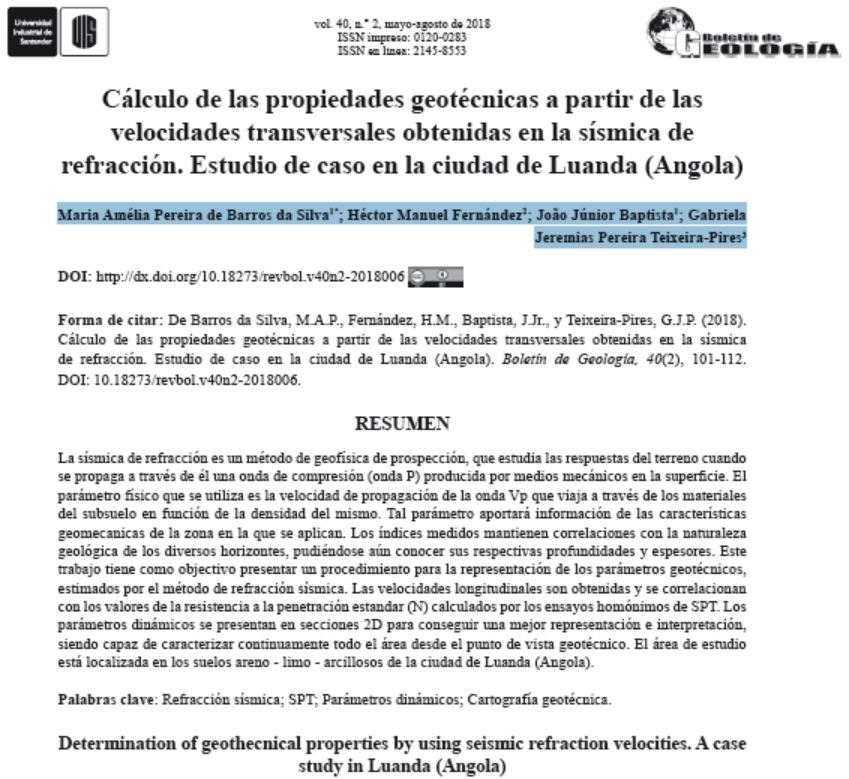 Universidad
Industrial de
Santander
UIS
vol. 40, n.° 2, mayo-agosto de 2018
ISSN impreso: 0120-0283
ISSN en línea: 2145-8553
Boletín de
GEOLOGÍA
Cálculo de las propiedades geotécnicas a partir de las
velocidades transversales obtenidas en la sísmica de
refracción. Estudio de caso en la ciudad de Luanda (Angola)
Maria Amélia Pereira de Barros da Silva¹*; Héctor Manuel Fernández²; João Júnior Baptista¹; Gabriela
Jeremias Pereira Teixeira-Pires³
DOI: http://dx.doi.org/10.18273/revbol.v40n2-2018006
Forma de citar: De Barros da Silva, M.A.P., Fernández, H.M., Baptista, J.Jr., y Teixeira-Pires, G.J.P. (2018).
Cálculo de las propiedades geotécnicas a partir de las velocidades transversales obtenidas en la sísmica
de refracción. Estudio de caso en la ciudad de Luanda (Angola). Boletín de Geología, 40(2), 101-112.
DOI: 10.18273/revbol.v40n2-2018006.
RESUMEN
La sísmica de refracción es un método de geofísica de prospección, que estudia las respuestas del terreno cuando
se propaga a través de él una onda de compresión (onda P) producida por medios mecánicos en la superficie. El
parámetro físico que se utiliza es la velocidad de propagación de la onda Vp que viaja a través de los materiales
del subsuelo en función de la densidad del mismo. Tal parámetro aportará información de las características
geomecanicas de la zona en la que se aplican. Los índices medidos mantienen correlaciones con la naturaleza
geológica de los diversos horizontes, pudiéndose aún conocer sus respectivas profundidades y espesores. Este
trabajo tiene como objetivo presentar un procedimiento para la representación de los parámetros geotécnicos,
estimados por el método de refracción sísmica. Las velocidades longitudinales son obtenidas y se correlacionan
con los valores de la resistencia a la penetración estandar (N) calculados por los ensayos homónimos de SPT. Los
parámetros dinámicos se presentan en secciones 2D para conseguir una mejor representación e interpretación,
siendo capaz de caracterizar continuamente todo el área desde el punto de vista geotécnico. El área de estudio
está localizada en los suelos areno - limo - arcillosos de la ciudad de Luanda (Angola).
Palabras clave: Refracción sísmica; SPT; Parámetros dinámicos; Cartografía geotécnica.
Determination of geothecnical properties by using seismic refraction velocities. A case
study in Luanda (Angola)